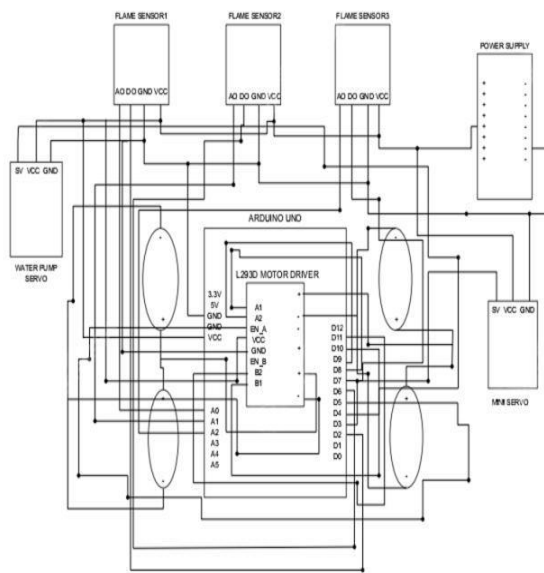 FLAME SENSOR1
FLAME SENSOR2
FLAME SENSOR3
POWER SUPPLY
AO DO GND VCC
AO DO GND VCC
AO DO GND VCC
SV VCC GND
WATER PUMP
SERVO
ARDUINO UNO
L293D MOTOR DRIVER
3.3V
5V
GND
GND
VCC
A1
A2
EN_A
VCC
GND
EN_B
B2
B1
D12
D11
D10
D9
D8
D7
D6
D5
D4
D3
D2
D1
D0
A0
A1
A2
A3
A4
A5
SV VCC GND
MINI SERVO